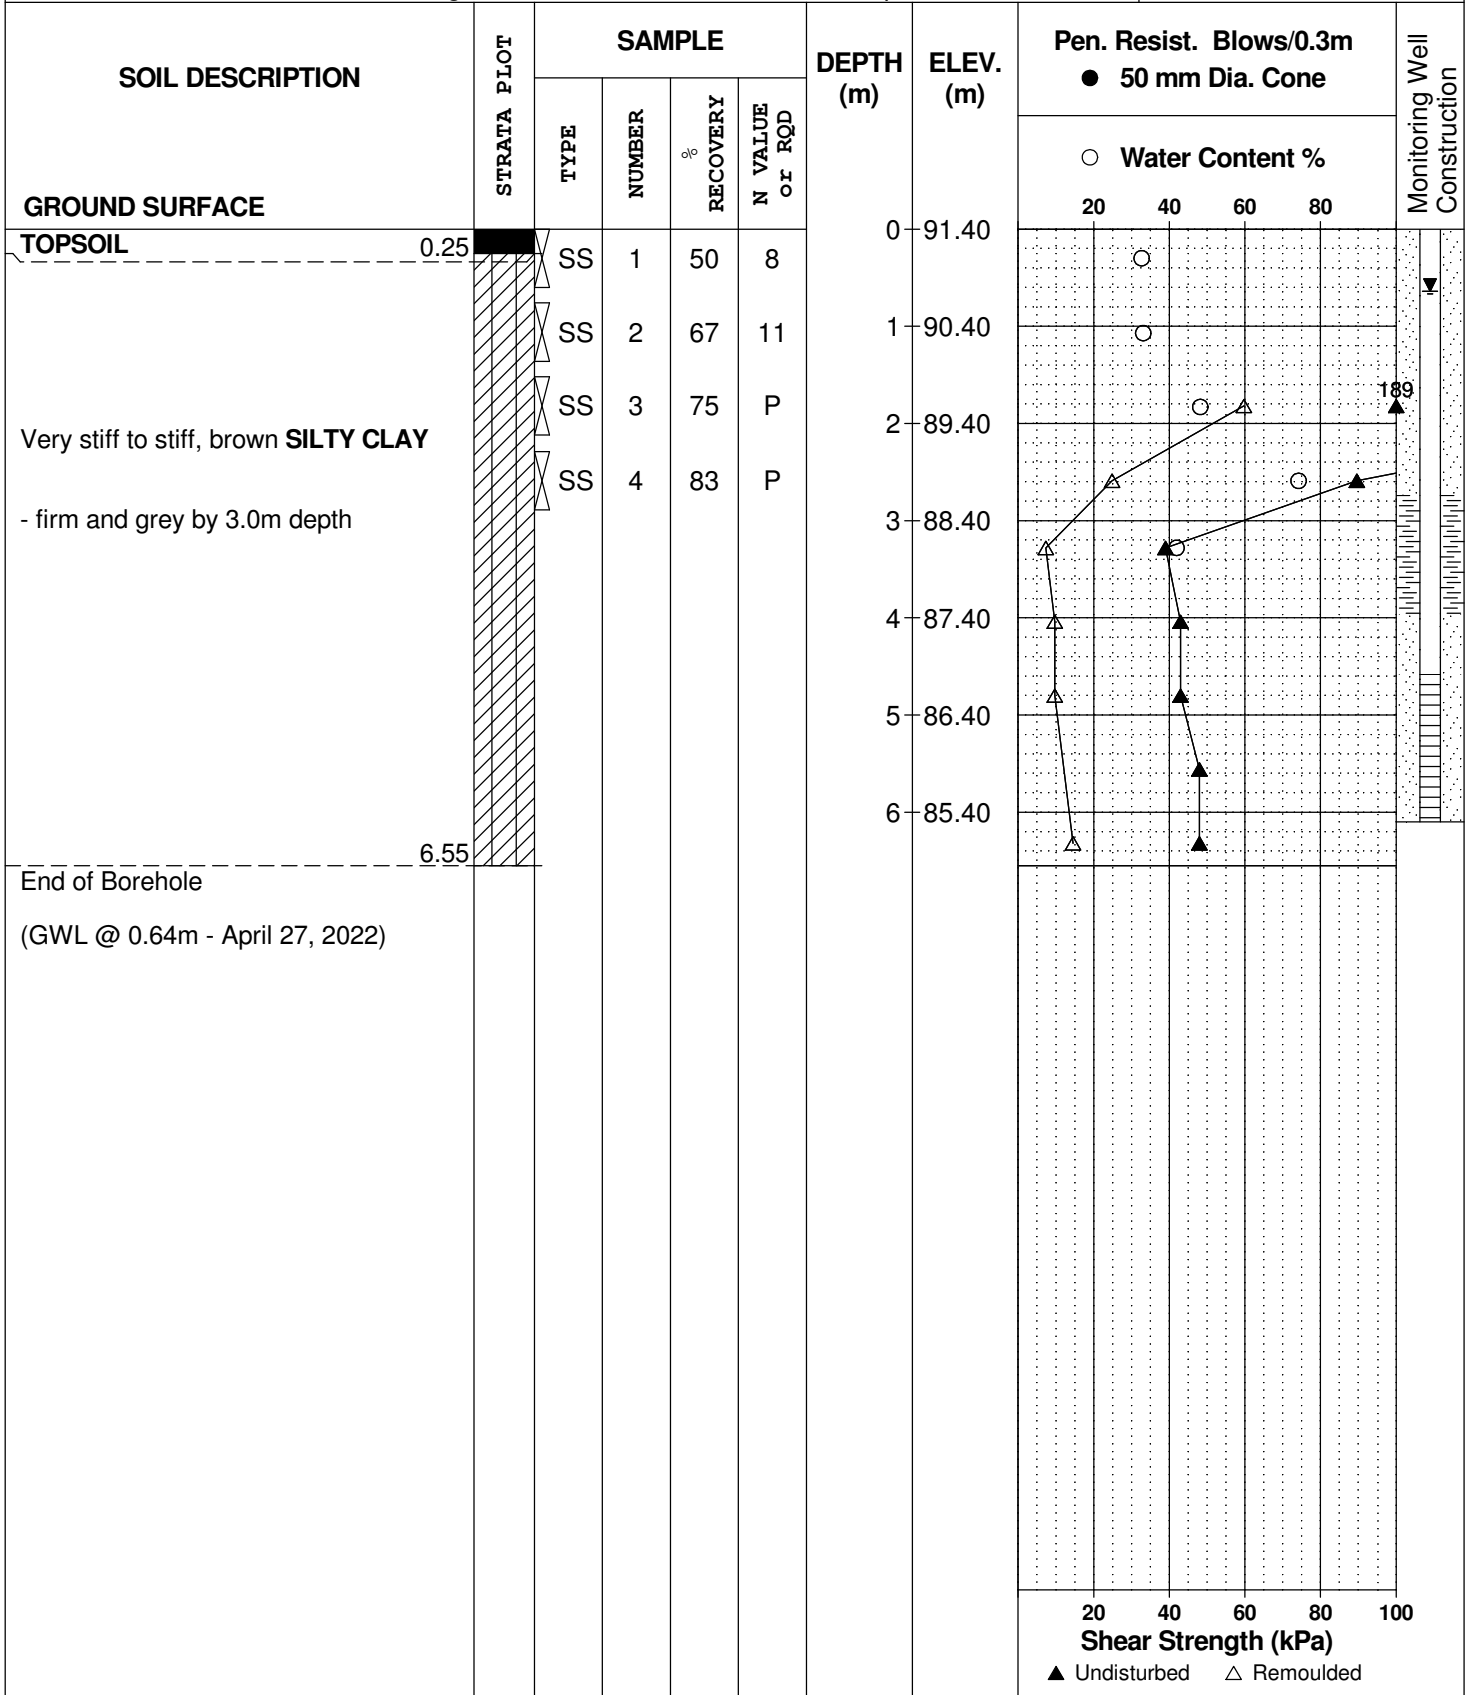 SOIL DESCRIPTION
GROUND SURFACE
STRATA PLOT
SAMPLE
TYPE
NUMBER
% RECOVERY
N VALUE or RQD
DEPTH
(m)
ELEV.
(m)
Pen. Resist. Blows/0.3m
● 50 mm Dia. Cone
○ Water Content %
20 40 60 80
Monitoring Well
Construction
TOPSOIL 0.25
SS 1 50 8
SS 2 67 11
SS 3 75 P
SS 4 83 P
0 91.40
1 90.40
2 89.40
3 88.40
4 87.40
5 86.40
6 85.40
189
Very stiff to stiff, brown SILTY CLAY
- firm and grey by 3.0m depth
6.55
End of Borehole
(GWL @ 0.64m - April 27, 2022)
20 40 60 80 100
Shear Strength (kPa)
▲ Undisturbed △ Remoulded